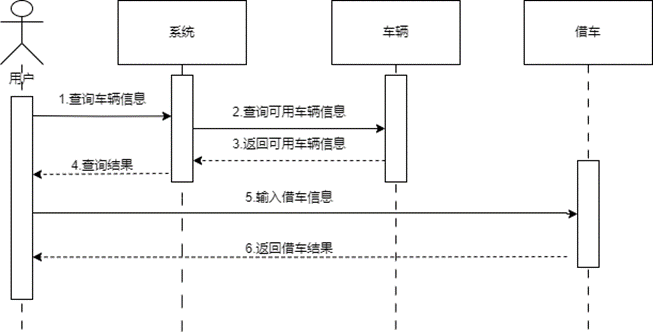 系统
车辆
借车
用户
1.查询车辆信息
2.查询可用车辆信息
3.返回可用车辆信息
4.查询结果
5.输入借车信息
6.返回借车结果